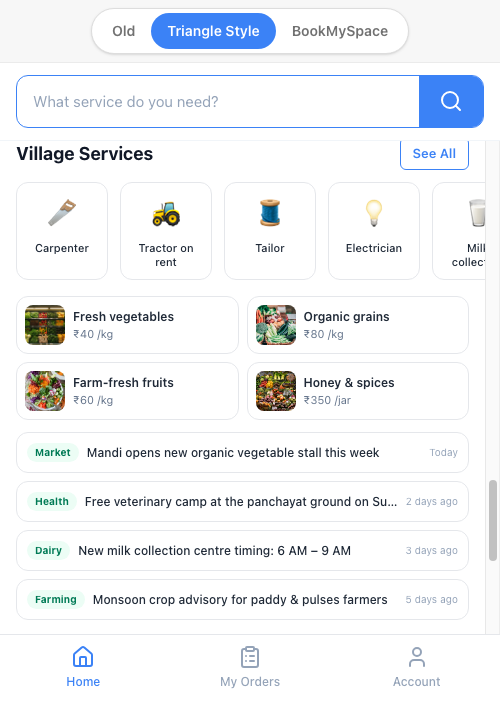 Old
Triangle Style
BookMySpace
What service do you need?
Village Services
See All
Carpenter
Tractor on
rent
Tailor
Electrician
Milk
Fresh vegetables
₹40 /kg
Organic grains
₹80 /kg
Farm-fresh fruits
₹60 /kg
Honey & spices
₹350 /jar
Market
Mandi opens new organic vegetable stall this week
Today
Health
Free veterinary camp at the panchayat ground on Su...
2 days ago
Dairy
New milk collection centre timing: 6 AM – 9 AM
3 days ago
Farming
Monsoon crop advisory for paddy & pulses farmers
5 days ago
Home
My Orders
Account